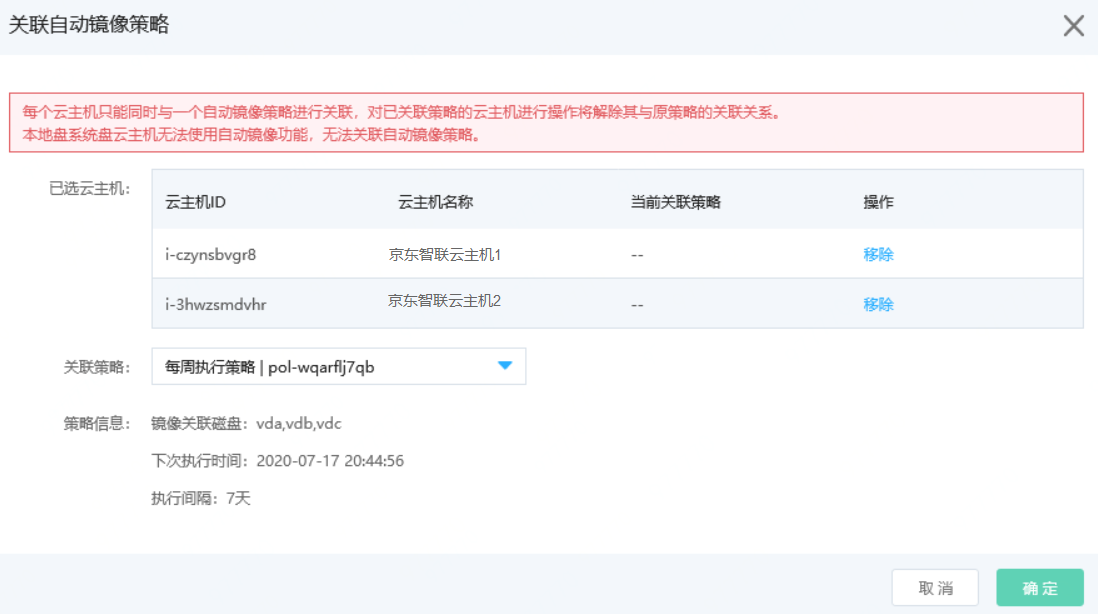 关联自动镜像策略
每个云主机只能同时与一个自动镜像策略进行关联，对已关联策略的云主机进行操作将解除其与原策略的关联关系。
本地盘系统盘云主机无法使用自动镜像功能，无法关联自动镜像策略。
已选云主机：
云主机ID 云主机名称 当前关联策略 操作
i-czynsbvgr8 京东智联云主机1 -- 移除
i-3hwzsmdvhr 京东智联云主机2 -- 移除
关联策略： 每周执行策略 | pol-wqarflj7qb
策略信息： 镜像关联磁盘：vda,vdb,vdc
下次执行时间：2020-07-17 20:44:56
执行间隔：7天
取消 确定